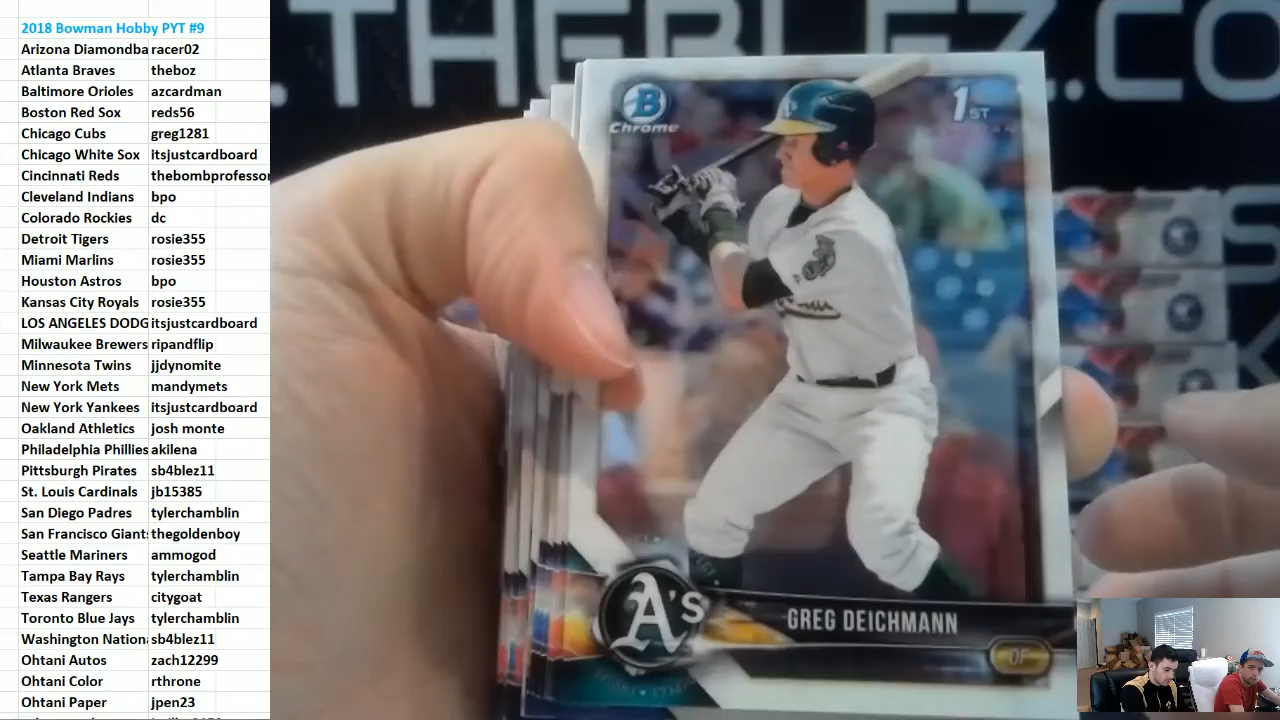 2018 Bowman Hobby PYT #9
Arizona Diamondba racer02
Atlanta Braves theboz
Baltimore Orioles azcardman
Boston Red Sox reds56
Chicago Cubs greg1281
Chicago White Sox itsjustcardboard
Cincinnati Reds thebombprofessor
Cleveland Indians bpo
Colorado Rockies dc
Detroit Tigers rosie355
Miami Marlins rosie355
Houston Astros bpo
Kansas City Royals rosie355
LOS ANGELES DODG itsjustcardboard
Milwaukee Brewers ripandflip
Minnesota Twins jjdynomite
New York Mets mandymets
New York Yankees itsjustcardboard
Oakland Athletics josh monte
Philadelphia Phillies akilena
Pittsburgh Pirates sb4blez11
St. Louis Cardinals jb15385
San Diego Padres tylerchamblin
San Francisco Giants thegoldenboy
Seattle Mariners ammogod
Tampa Bay Rays tylerchamblin
Texas Rangers citygoat
Toronto Blue Jays tylerchamblin
Washington Nation sb4blez11
Ohtani Autos zach12299
Ohtani Color rthrone
Ohtani Paper jpen23
.THEBLEZ.CO
B
Chrome
1ST
A's
GREG DEICHMANN
OF